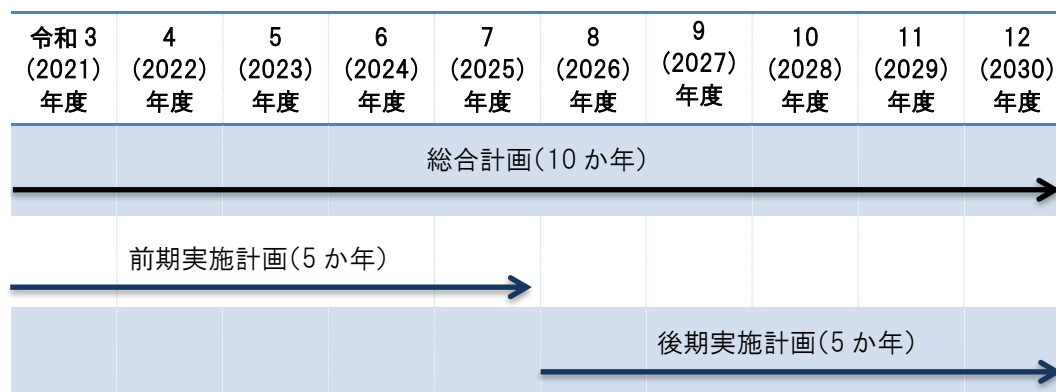 令和3 4 5 6 7 8 9 10 11 12
(2021) (2022) (2023) (2024) (2025) (2026) (2027) (2028) (2029) (2030)
年度 年度 年度 年度 年度 年度 年度 年度 年度 年度
総合計画(10か年)
前期実施計画(5か年)
後期実施計画(5か年)